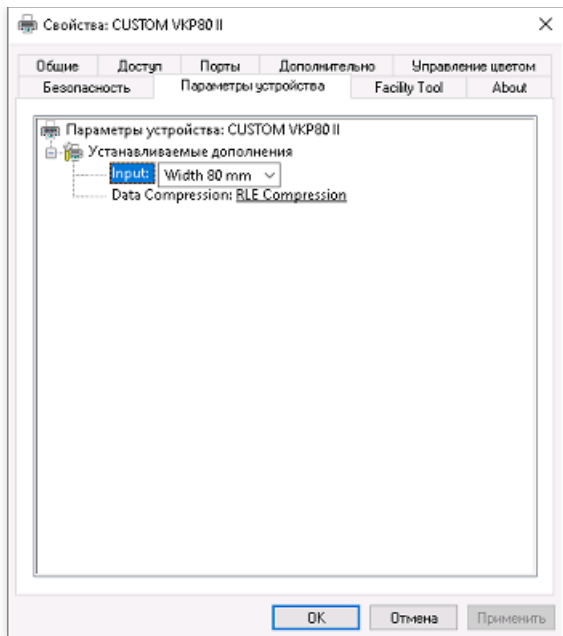 Свойства: CUSTOM VKP80 II
Общие Доступ Порты Дополнительно Управление цветом
Безопасность Параметры устройства Facility Tool About
Параметры устройства: CUSTOM VKP80 II
Устанавливаемые дополнения
Input: Width 80 mm
Data Compression: RLE Compression
OK Отмена Применить